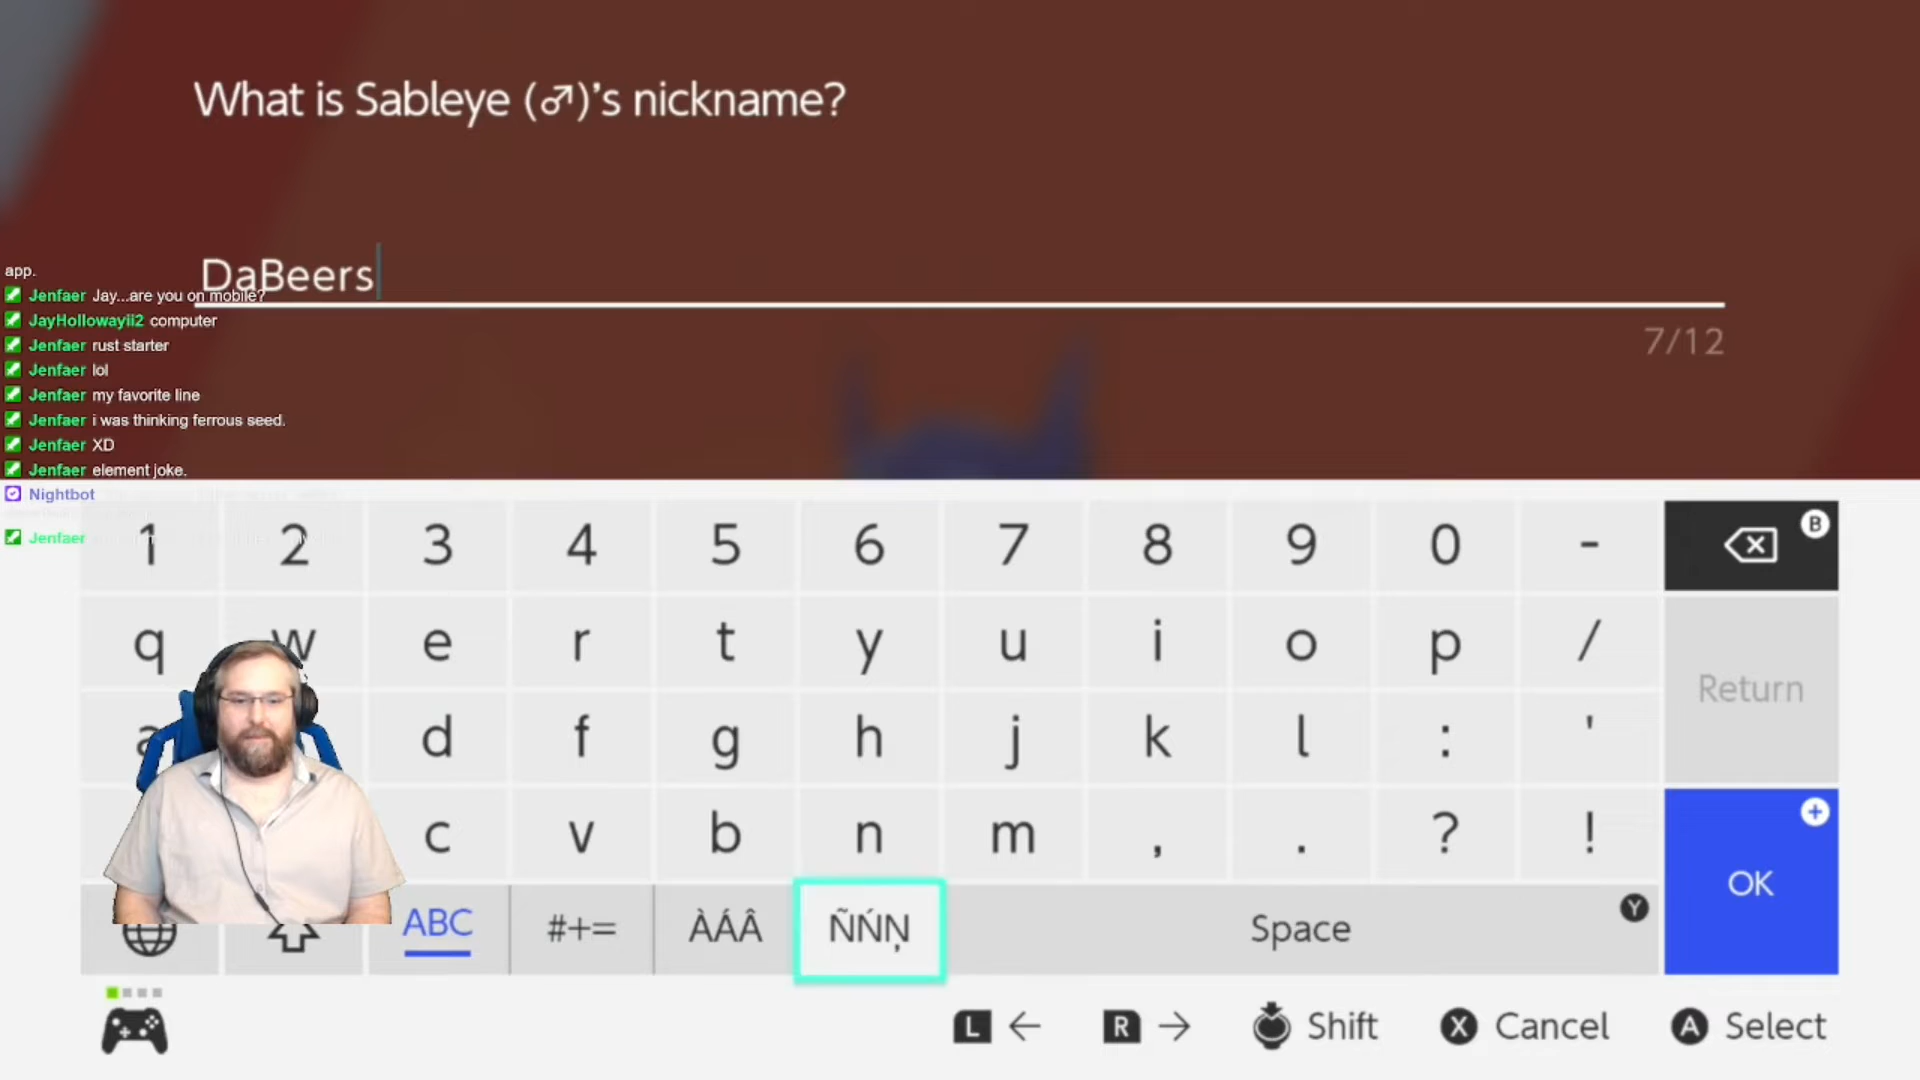 What is Sableye (♂)'s nickname?
DaBeers
7/12
app.
Jenfaer Jay...are you on mobile?
JayHollowayii2 computer
Jenfaer rust starter
Jenfaer lol
Jenfaer my favorite line
Jenfaer i was thinking ferrous seed.
Jenfaer XD
Jenfaer element joke.
Nightbot
Jenfaer
1 2 3 4 5 6 7 8 9 0 - B
q w e r t y u i o p /
Return
a d f g h j k l : '
c v b n m , . ? ! +
OK
ABC #+= ÀÁÂ ÑŃŅ Space Y
L ← R → Shift X Cancel A Select